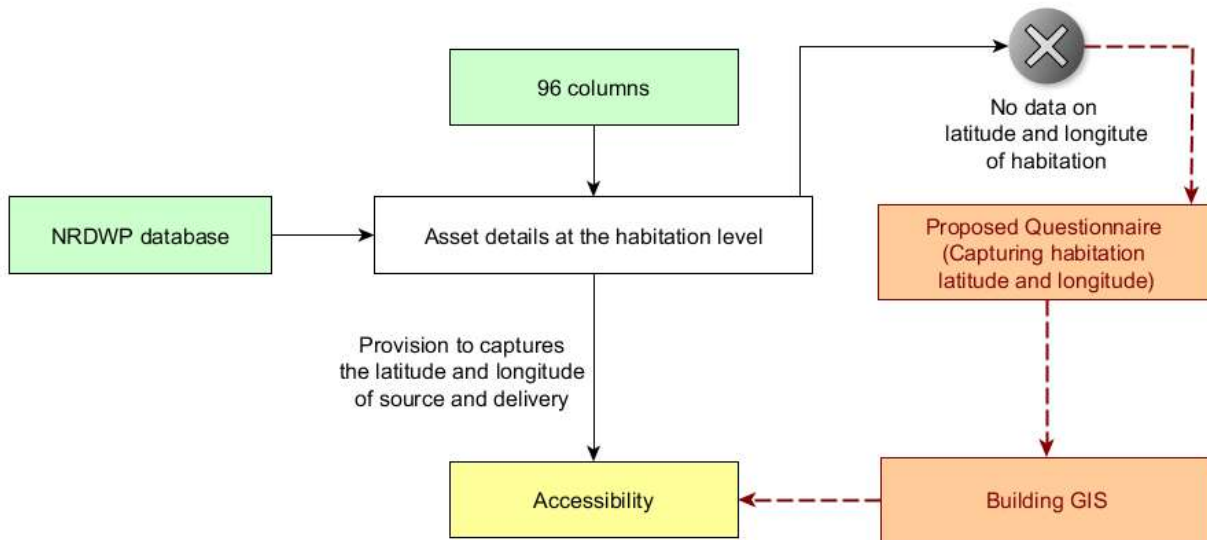 96 columns
No data on
latitude and longitute
of habitation
NRDWP database
Asset details at the habitation level
Proposed Questionnaire
(Capturing habitation
latitude and longitude)
Provision to captures
the latitude and longitude
of source and delivery
Accessibility
Building GIS